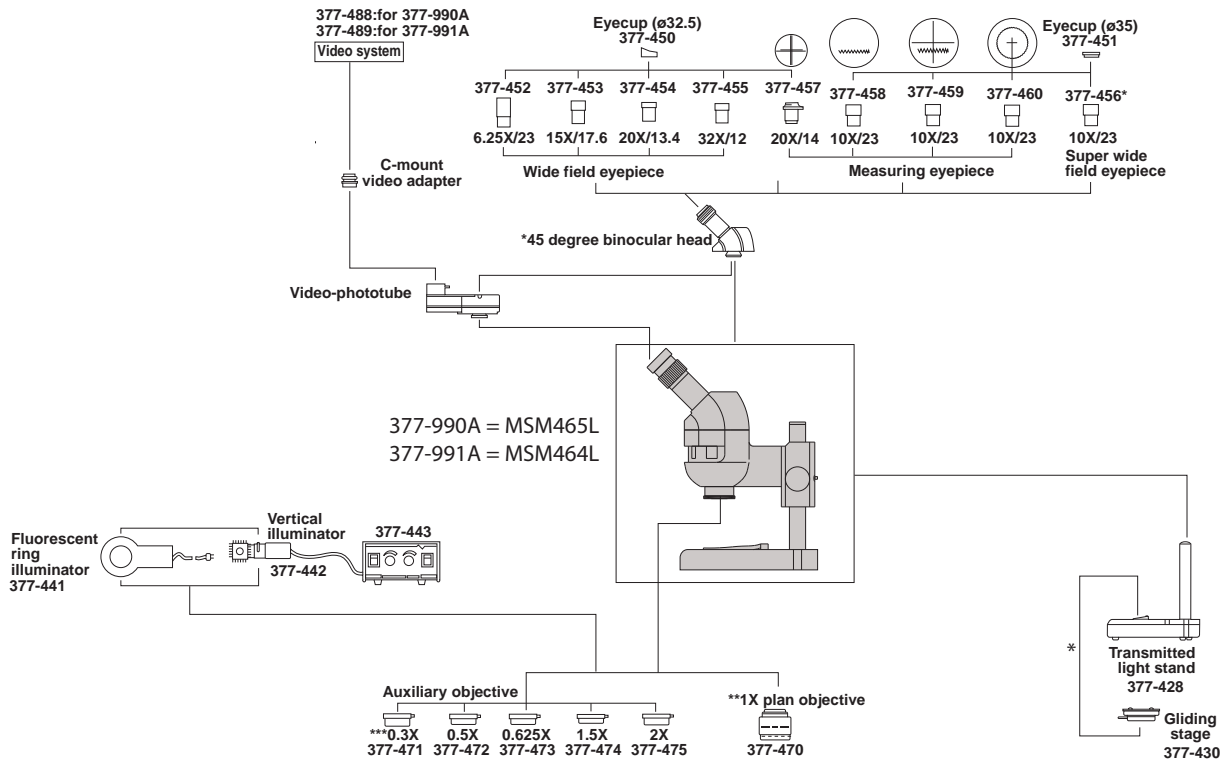 377-488:for 377-990A
377-489:for 377-991A
Video system
Eyecup (ø32.5)
377-450
Eyecup (ø35)
377-451
377-452
377-453
377-454
377-455
377-457
377-458
377-459
377-460
377-456*
6.25X/23
15X/17.6
20X/13.4
32X/12
20X/14
10X/23
10X/23
10X/23
10X/23
Wide field eyepiece
Measuring eyepiece
Super wide
field eyepiece
C-mount
video adapter
*45 degree binocular head
Video-phototube
377-990A = MSM465L
377-991A = MSM464L
Fluorescent
ring
illuminator
377-441
Vertical
illuminator
377-442
377-443
*
Transmitted
light stand
377-428
Gliding
stage
377-430
Auxiliary objective
***0.3X
377-471
0.5X
377-472
0.625X
377-473
1.5X
377-474
2X
377-475
**1X plan objective
377-470